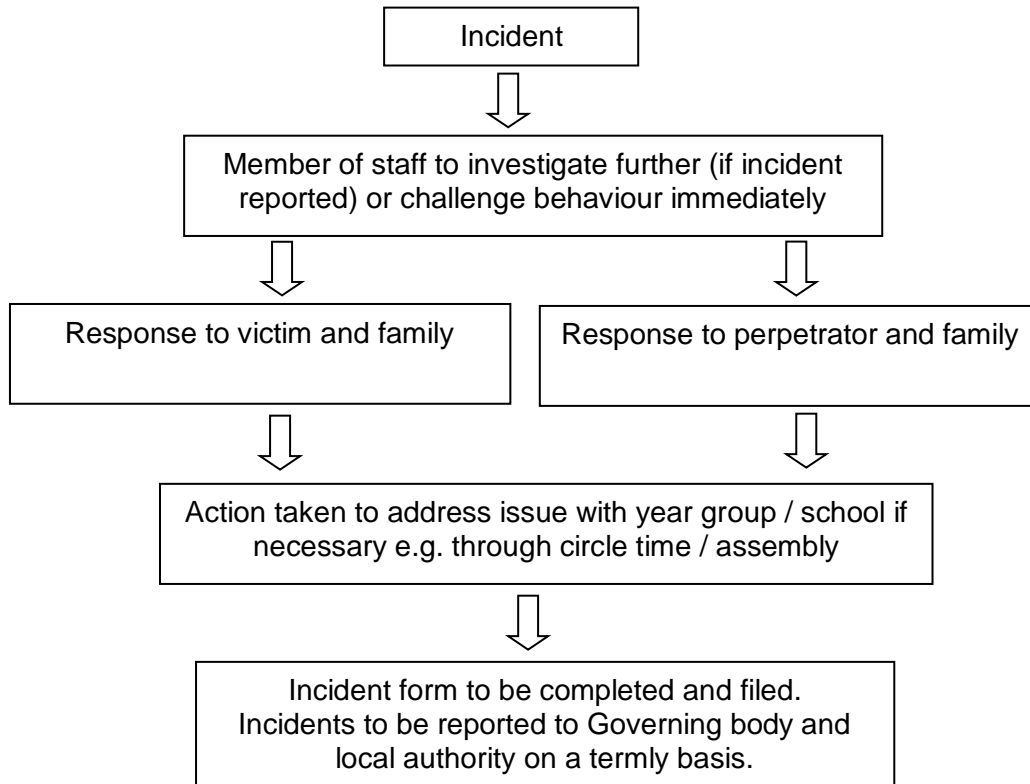 Incident
Member of staff to investigate further (if incident
reported) or challenge behaviour immediately
Response to victim and family
Response to perpetrator and family
Action taken to address issue with year group / school if
necessary e.g. through circle time / assembly
Incident form to be completed and filed.
Incidents to be reported to Governing body and
local authority on a termly basis.